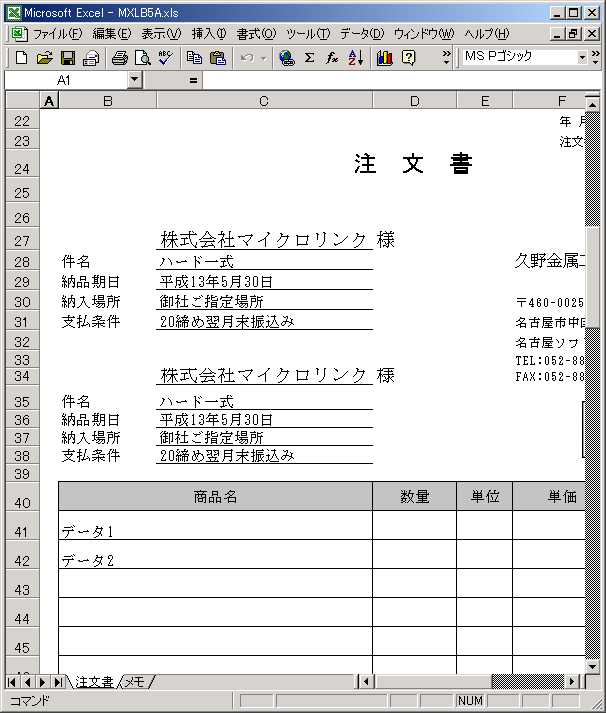 Microsoft Excel - MXLB5A.xls
ファイル(F) 編集(E) 表示(V) 挿入(I) 書式(O) ツール(T) データ(D) ウィンドウ(W) ヘルプ(H)
MS Pゴシック
A1 =
A B C D E F
22 年 月
23 注文
24 注 文 書
25
26
27 株式会社マイクロリンク 様
28 件名 ハード一式 久野金属工
29 納品期日 平成13年5月30日
30 納入場所 御社ご指定場所 〒460-0025
31 支払条件 20締め翌月末振込み 名古屋市中区
32 名古屋ソフ
33 TEL:052-88
34 株式会社マイクロリンク 様 FAX:052-88
35 件名 ハード一式
36 納品期日 平成13年5月30日
37 納入場所 御社ご指定場所
38 支払条件 20締め翌月末振込み
39
40 商品名 数量 単位 単価
41 データ1
42 データ2
43
44
45
注文書 メモ
コマンド NUM